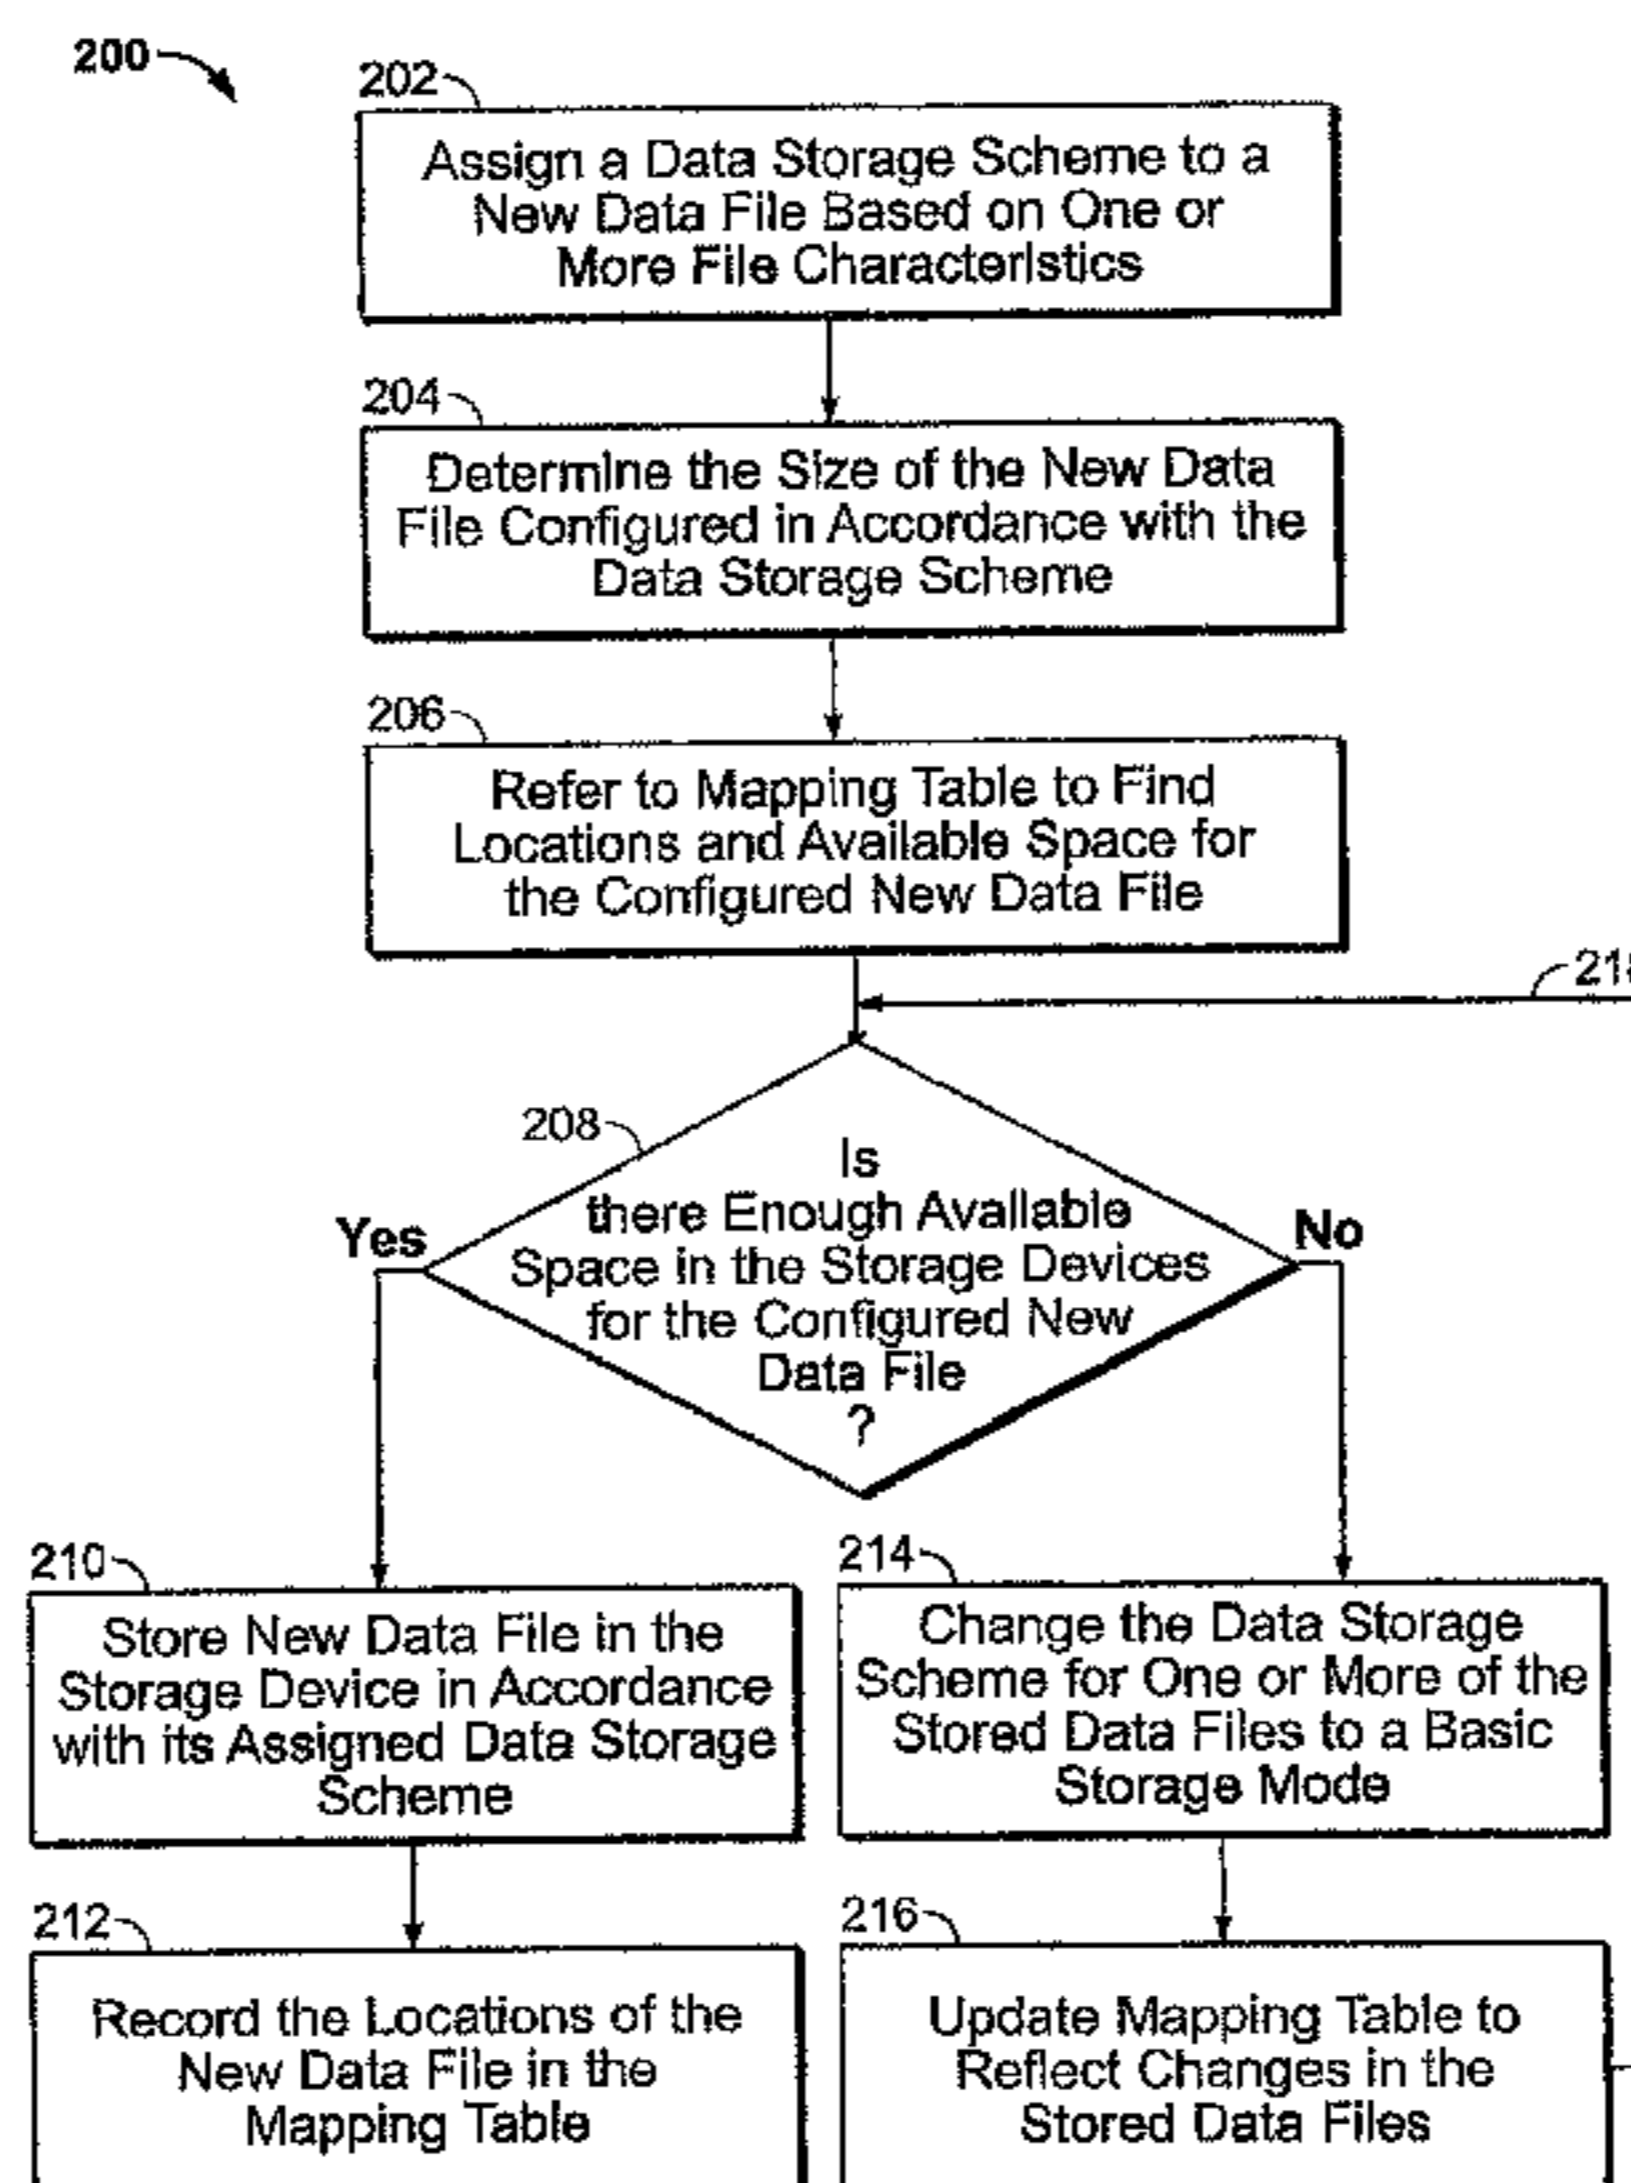 200
202
Assign a Data Storage Scheme to a
New Data File Based on One or
More File Characteristics
204
Determine the Size of the New Data
File Configured in Accordance with the
Data Storage Scheme
206
Refer to Mapping Table to Find
Locations and Available Space for
the Configured New Data File
208
Is
there Enough Available
Space in the Storage Devices
for the Configured New
Data File
?
Yes
No
210
Store New Data File in the
Storage Device in Accordance
with its Assigned Data Storage
Scheme
214
Change the Data Storage
Scheme for One or More of the
Stored Data Files to a Basic
Storage Mode
212
Record the Locations of the
New Data File in the
Mapping Table
216
Update Mapping Table to
Reflect Changes in the
Stored Data Files